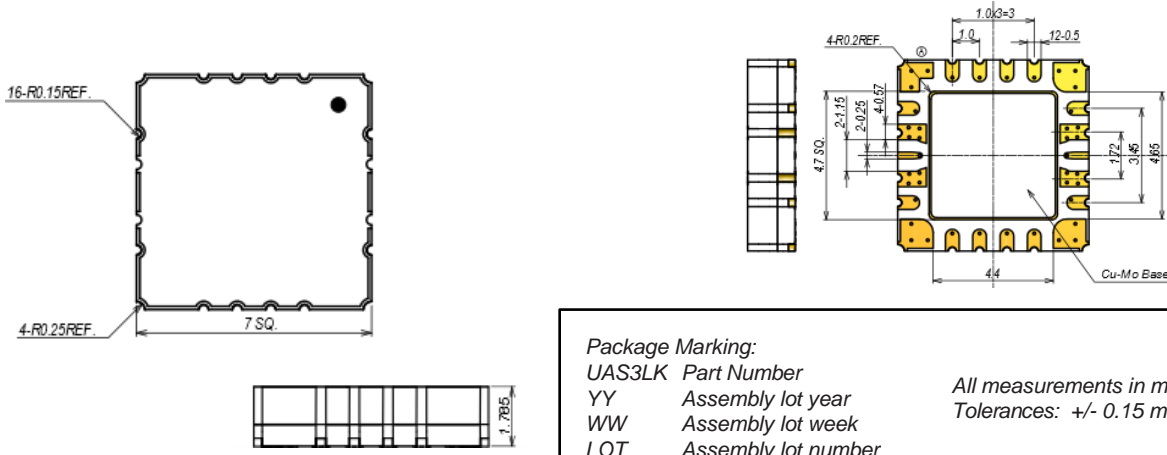 16-R0.15REF.
4-R0.25REF.
7 SQ.
1.785
1.0x3=3
1.0
12-0.5
4-R0.2REF.
A
4.7 SQ.
2-1.15
2-0.25
4-0.57
1.72
3.45
4.65
4.4
Cu-Mo Base
Package Marking:
UAS3LK Part Number
YY Assembly lot year
WW Assembly lot week
LOT Assembly lot number
All measurements in m
Tolerances: +/- 0.15 m